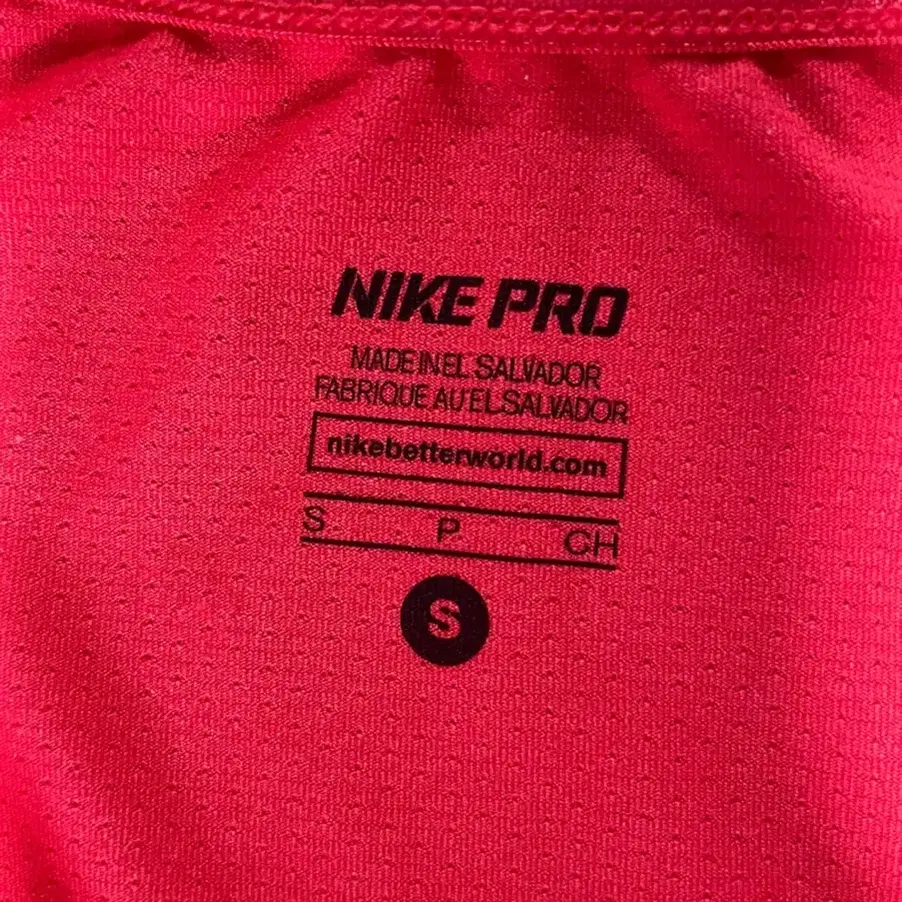 NIKE PRO
MADE IN EL SALVADOR
FABRIQUE AU EL SALVADOR
nikebetterworld.com
S P CH
S